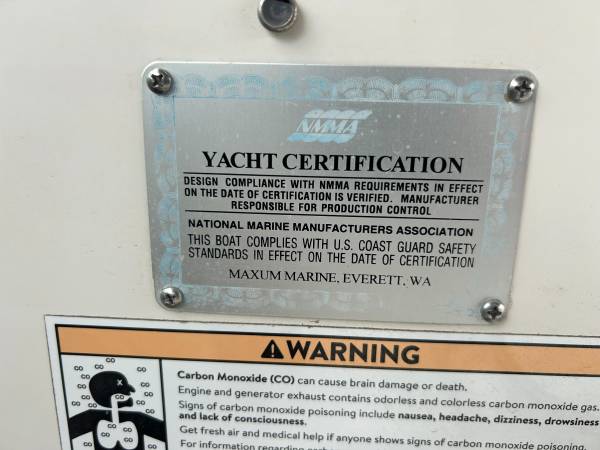 NMMA
YACHT CERTIFICATION
DESIGN COMPLIANCE WITH NMMA REQUIREMENTS IN EFFECT
ON THE DATE OF CERTIFICATION IS VERIFIED. MANUFACTURER
RESPONSIBLE FOR PRODUCTION CONTROL
NATIONAL MARINE MANUFACTURERS ASSOCIATION
THIS BOAT COMPLIES WITH U.S. COAST GUARD SAFETY
STANDARDS IN EFFECT ON THE DATE OF CERTIFICATION
MAXUM MARINE, EVERETT, WA
WARNING
Carbon Monoxide (CO) can cause brain damage or death.
Engine and generator exhaust contains odorless and colorless carbon monoxide gas.
Signs of carbon monoxide poisoning include nausea, headache, dizziness, drowsiness
and lack of consciousness.
Get fresh air and medical help if anyone shows signs of carbon monoxide poisoning.
For information regarding